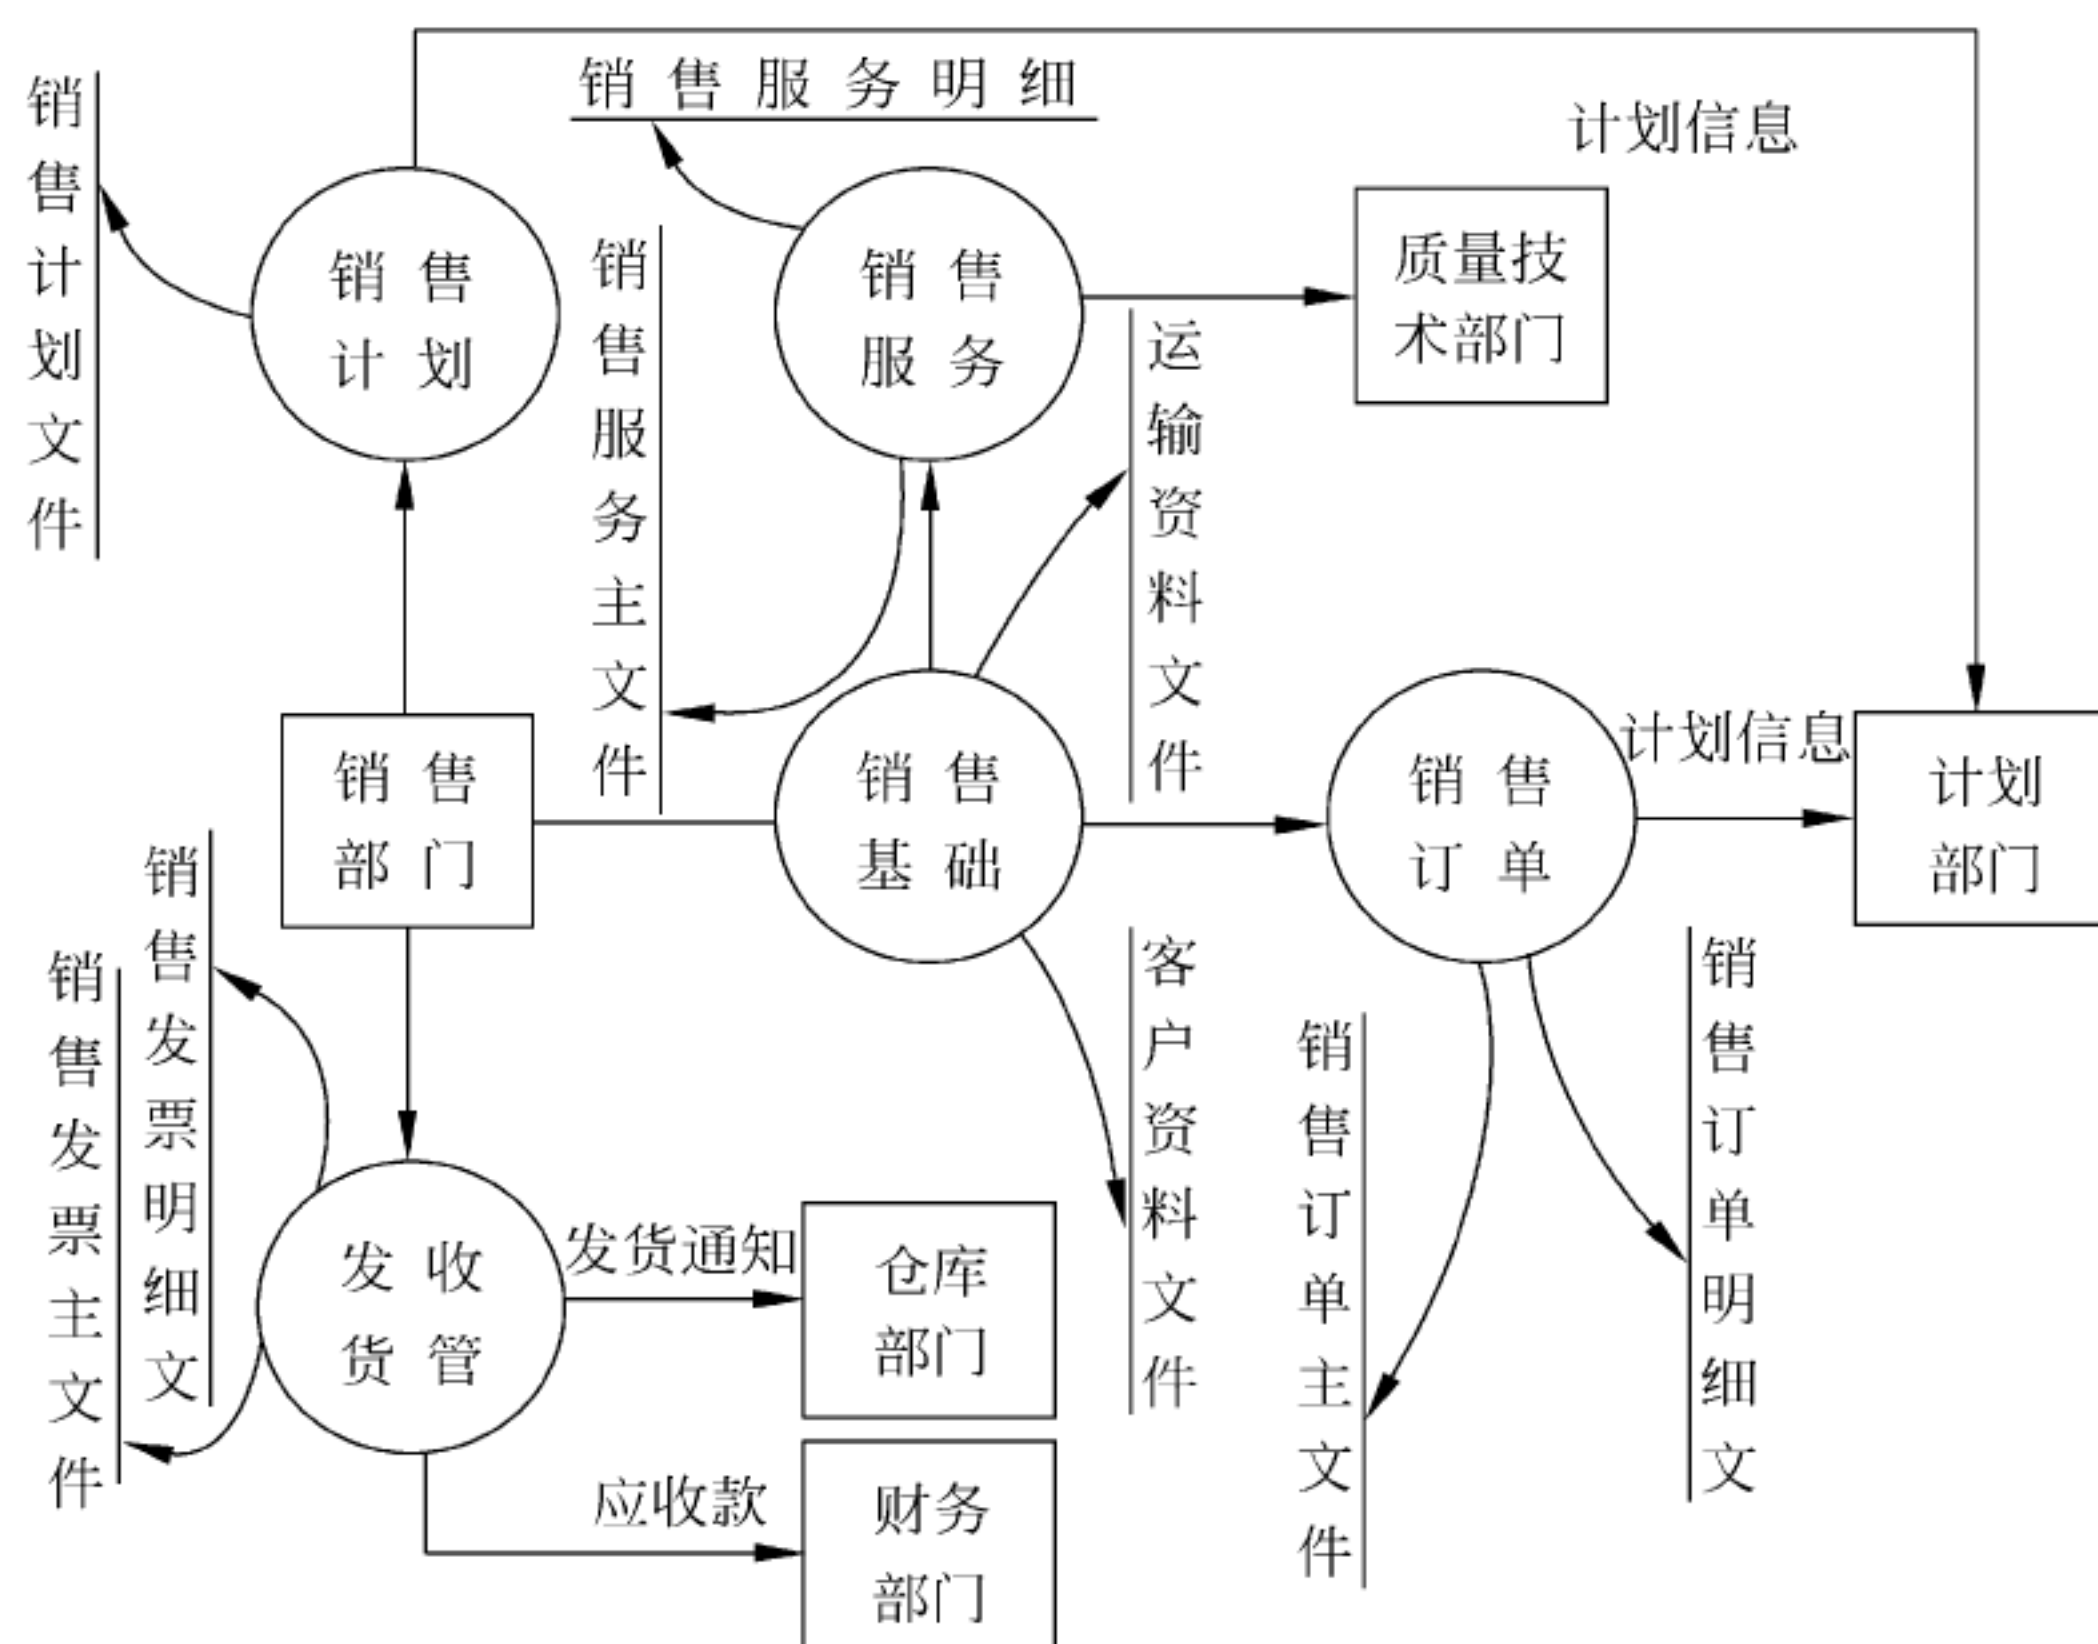 销售服务明细
计划信息
销售计划文件
销售
计划
销售服务主文件
销售
服务
运输资料文件
质量技
术部门
销售
部门
销售
基础
销售
订单
计划信息
计划
部门
销售发票明细文
销售发票主文件
客户资料文件
销售订单主文件
销售订单明细文
发收
货管
发货通知
仓库
部门
应收款
财务
部门